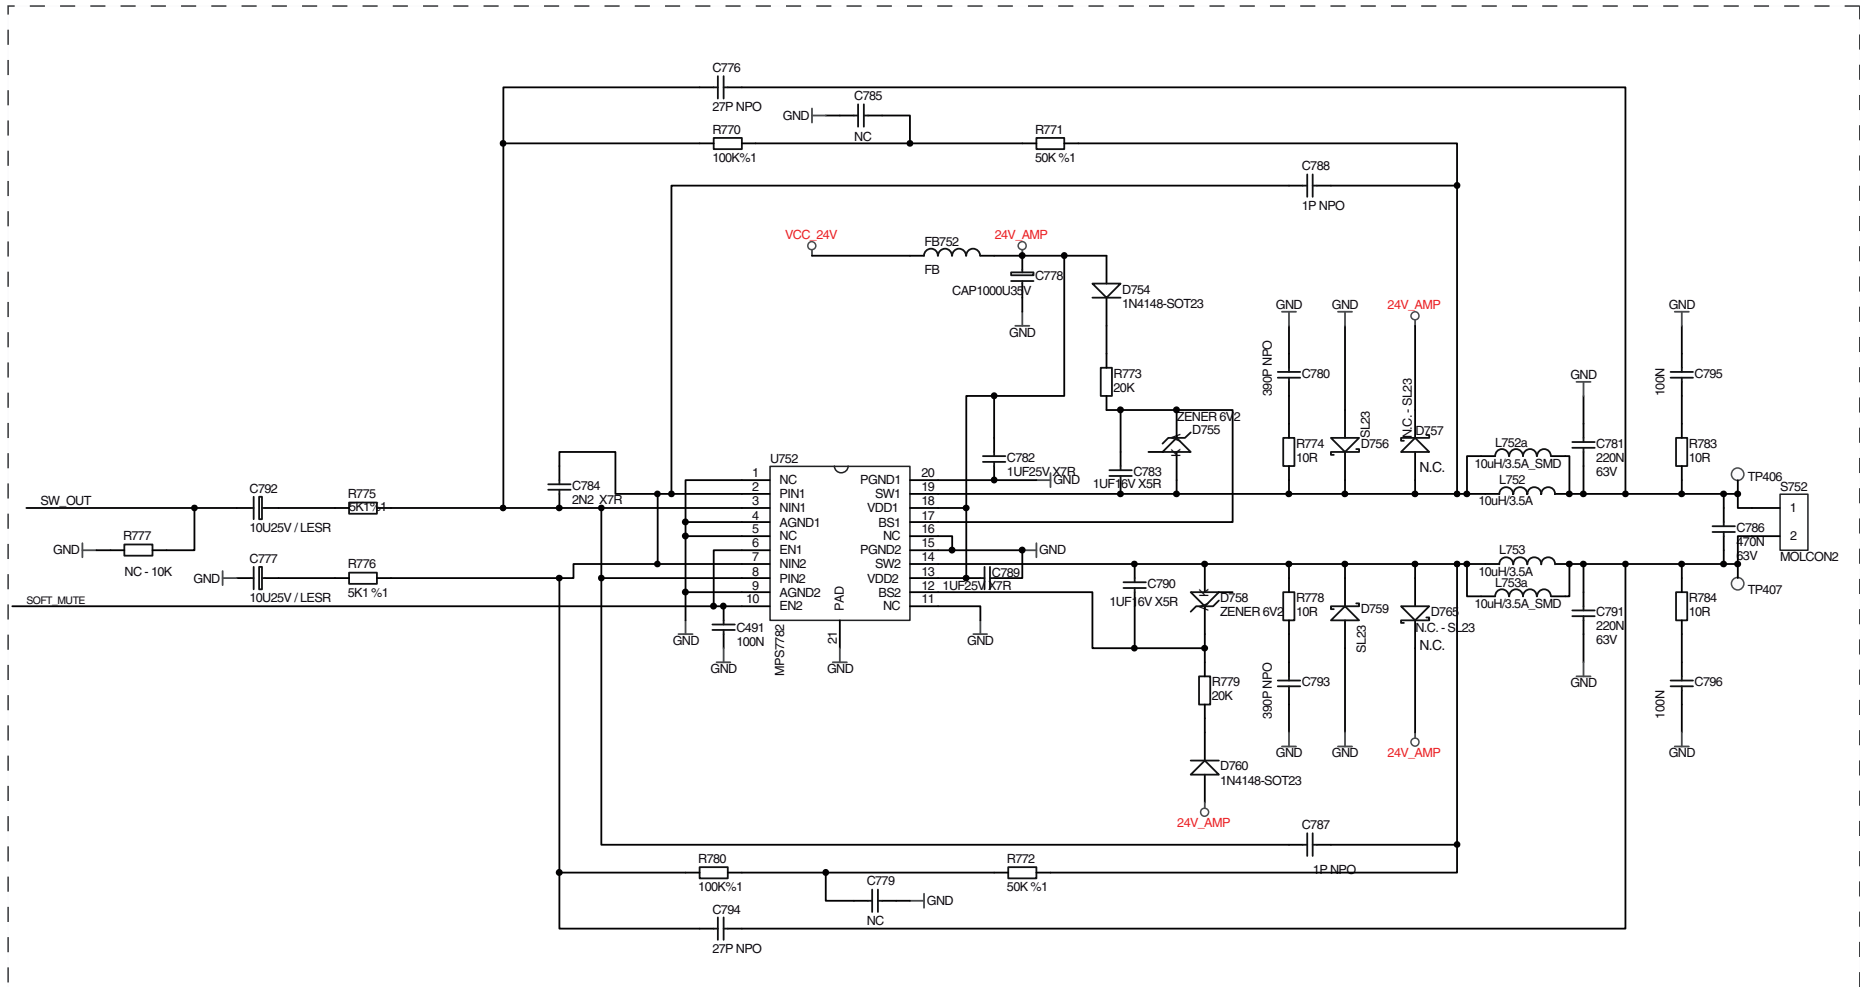 C776
27P NPO
C785
GND
NC
R770
100K%1
R771
50K %1
C788
1P NPO
VCC_24V
FB752
FB
24V_AMP
C778
CAP1000U35V
GND
D754
1N4148-SOT23
R773
20K
GND
GND
24V_AMP
GND
390P NPO
C780
SL23
N.C. - SL23
GND
100N
C795
ZENER 6V2
D755
R774
10R
D756
D757
N.C.
L752a
10uH/3.5A_SMD
C781
220N
63V
R783
10R
U752
C782
1UF25V X7R
GND
C783
1UF16V X5R
L752
10uH/3.5A
TP406
S752
SW_OUT
C792
10U25V / LESR
R775
5K1%1
C784
2N2_X7R
1 NC PGND1 20
2 PIN1 SW1 19
3 NIN1 VDD1 18
4 AGND1 BS1 17
5 NC NC 16
6 EN1 PGND2 15
7 NIN2 SW2 14
8 PIN2 VDD2 13
9 AGND2 BS2 12
10 EN2 NC 11
PAD
21
MPS7782
1
2
MOLCON2
C786
470N
63V
R777
GND
NC - 10K
GND
C777
10U25V / LESR
R776
5K1 %1
GND
C789
1UF25V X7R
L753
10uH/3.5A
L753a
10uH/3.5A_SMD
TP407
SOFT_MUTE
C491
100N
GND
GND
GND
GND
C790
1UF16V X5R
D758
ZENER 6V2
R778
10R
D759
SL23
D765
N.C. - SL23
N.C.
C791
220N
63V
GND
R784
10R
R779
20K
390P NPO
C793
GND
GND
24V_AMP
100N
C796
GND
D760
1N4148-SOT23
24V_AMP
C787
1P NPO
R780
100K%1
C779
NC
GND
R772
50K %1
C794
27P NPO